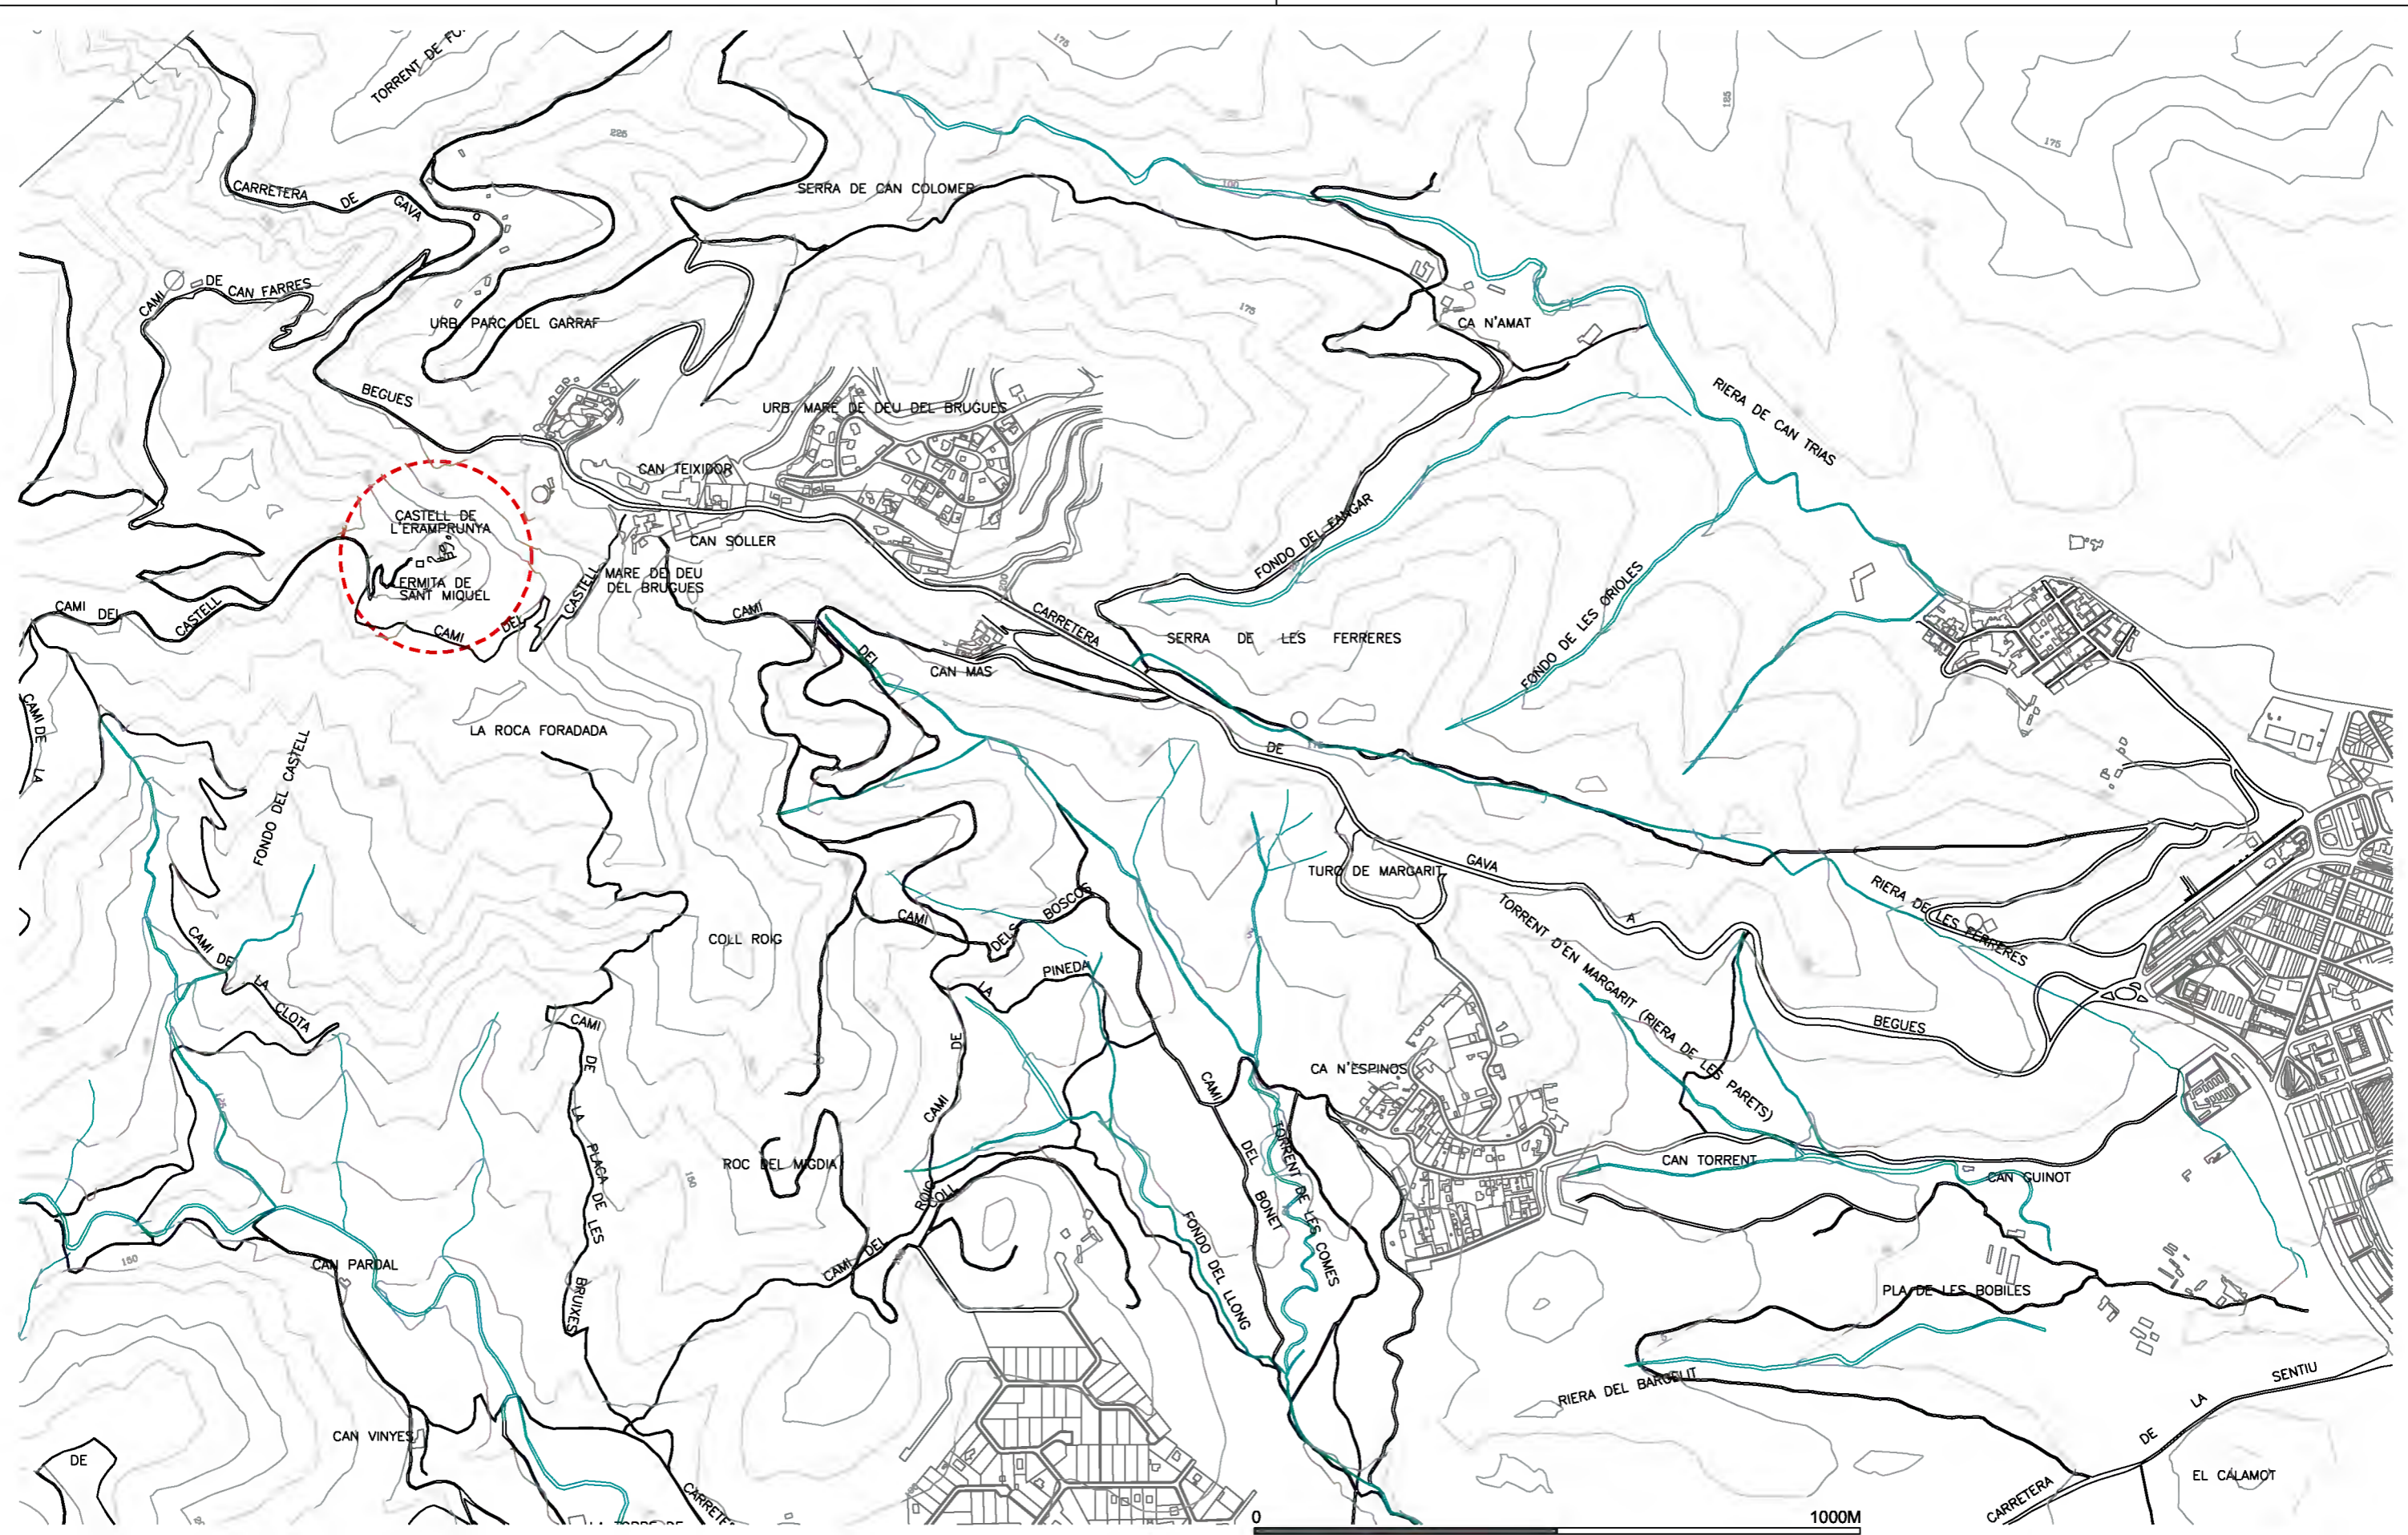 TORRENT DE
175
225
185
175
SERRA DE CAN COLOMER
100
CARRETERA DE GAVA
CAMI DE CAN FARRES
URB. PARC DEL GARRAF
175
CA N'AMAT
BEGUES
URB. MARE DE DEU DEL BRUGUES
RIERA DE CAN TRIAS
CAN TEIXIDOR
CASTELL DE
L'ERAMPRUNYA
CAN SOLLER
FONDO DEL FANGAR
ERMITA DE
SANT MIQUEL
MARE DE DEU
DEL BRUGUES
200
CAMI DEL CASTELL
CAMI DEL CASTELL
CAMI DEL
CARRETERA
SERRA DE LES FERRERES
FONDO DE LES ORIOLES
CAN MAS
CAMI DE LA
LA ROCA FORADADA
DE
175
FONDO DEL CASTELL
GAVA
TURO DE MARGARIT
A
RIERA DE LES FERRERES
TORRENT D'EN MARGARIT (RIERA DE LES PARETS)
CAMI DELS BOSCOS
COLL ROIG
CAMI DE LA CLOTA
LA PINEDA
BEGUES
CAMI DE LA PLAÇA DE LES BRUIXES
CAMI DE
CA N'ESPINOS
125
CAMI DEL BONET
TORRENT DE LES COMES
CAN TORRENT
CAN GUINOT
ROC DEL MIGDIA
150
ROIG
COLL
FONDO DEL LLONG
CAMI DEL
150
CAN PARDAL
PLA DE LES BOBILES
RIERA DEL BARGELIT
CARRETERA DE LA SENTIU
CAN VINYES
DE
EL CALAMOT
CARRETE
LA TORRE DE
0 1000M